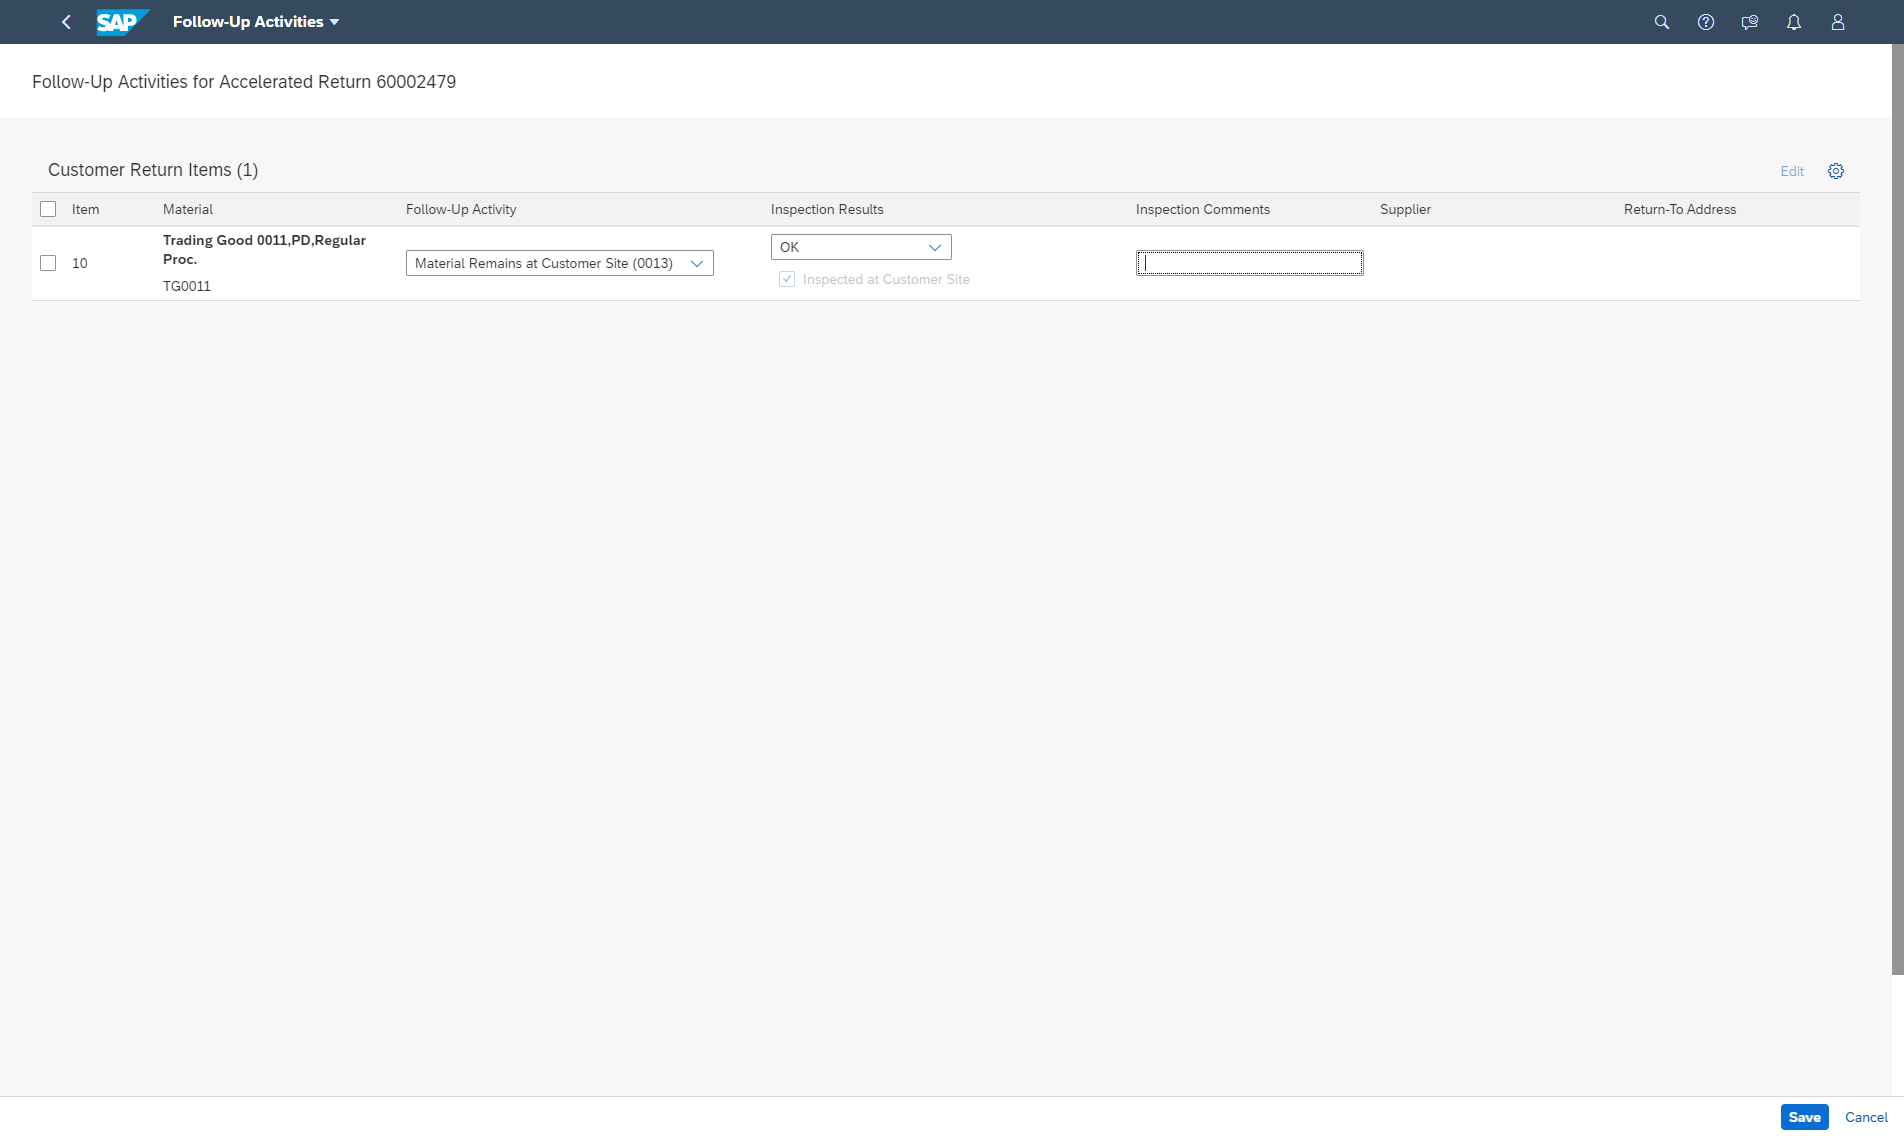 SAP
Follow-Up Activities
Follow-Up Activities for Accelerated Return 60002479
Customer Return Items (1)
Edit
Item Material Follow-Up Activity Inspection Results Inspection Comments Supplier Return-To Address
10
Trading Good 0011,PD,Regular
Proc.
TG0011
Material Remains at Customer Site (0013)
OK
Inspected at Customer Site
Save Cancel